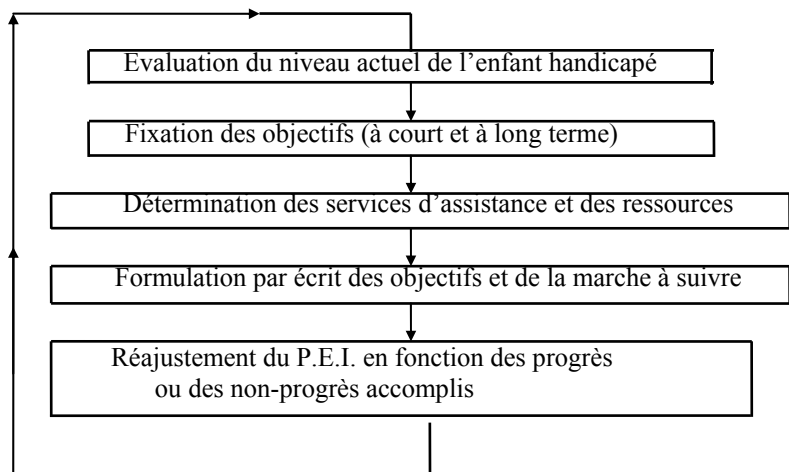 Evaluation du niveau actuel de l’enfant handicapé
Fixation des objectifs (à court et à long terme)
Détermination des services d’assistance et des ressources
Formulation par écrit des objectifs et de la marche à suivre
Réajustement du P.E.I. en fonction des progrès
ou des non-progrès accomplis